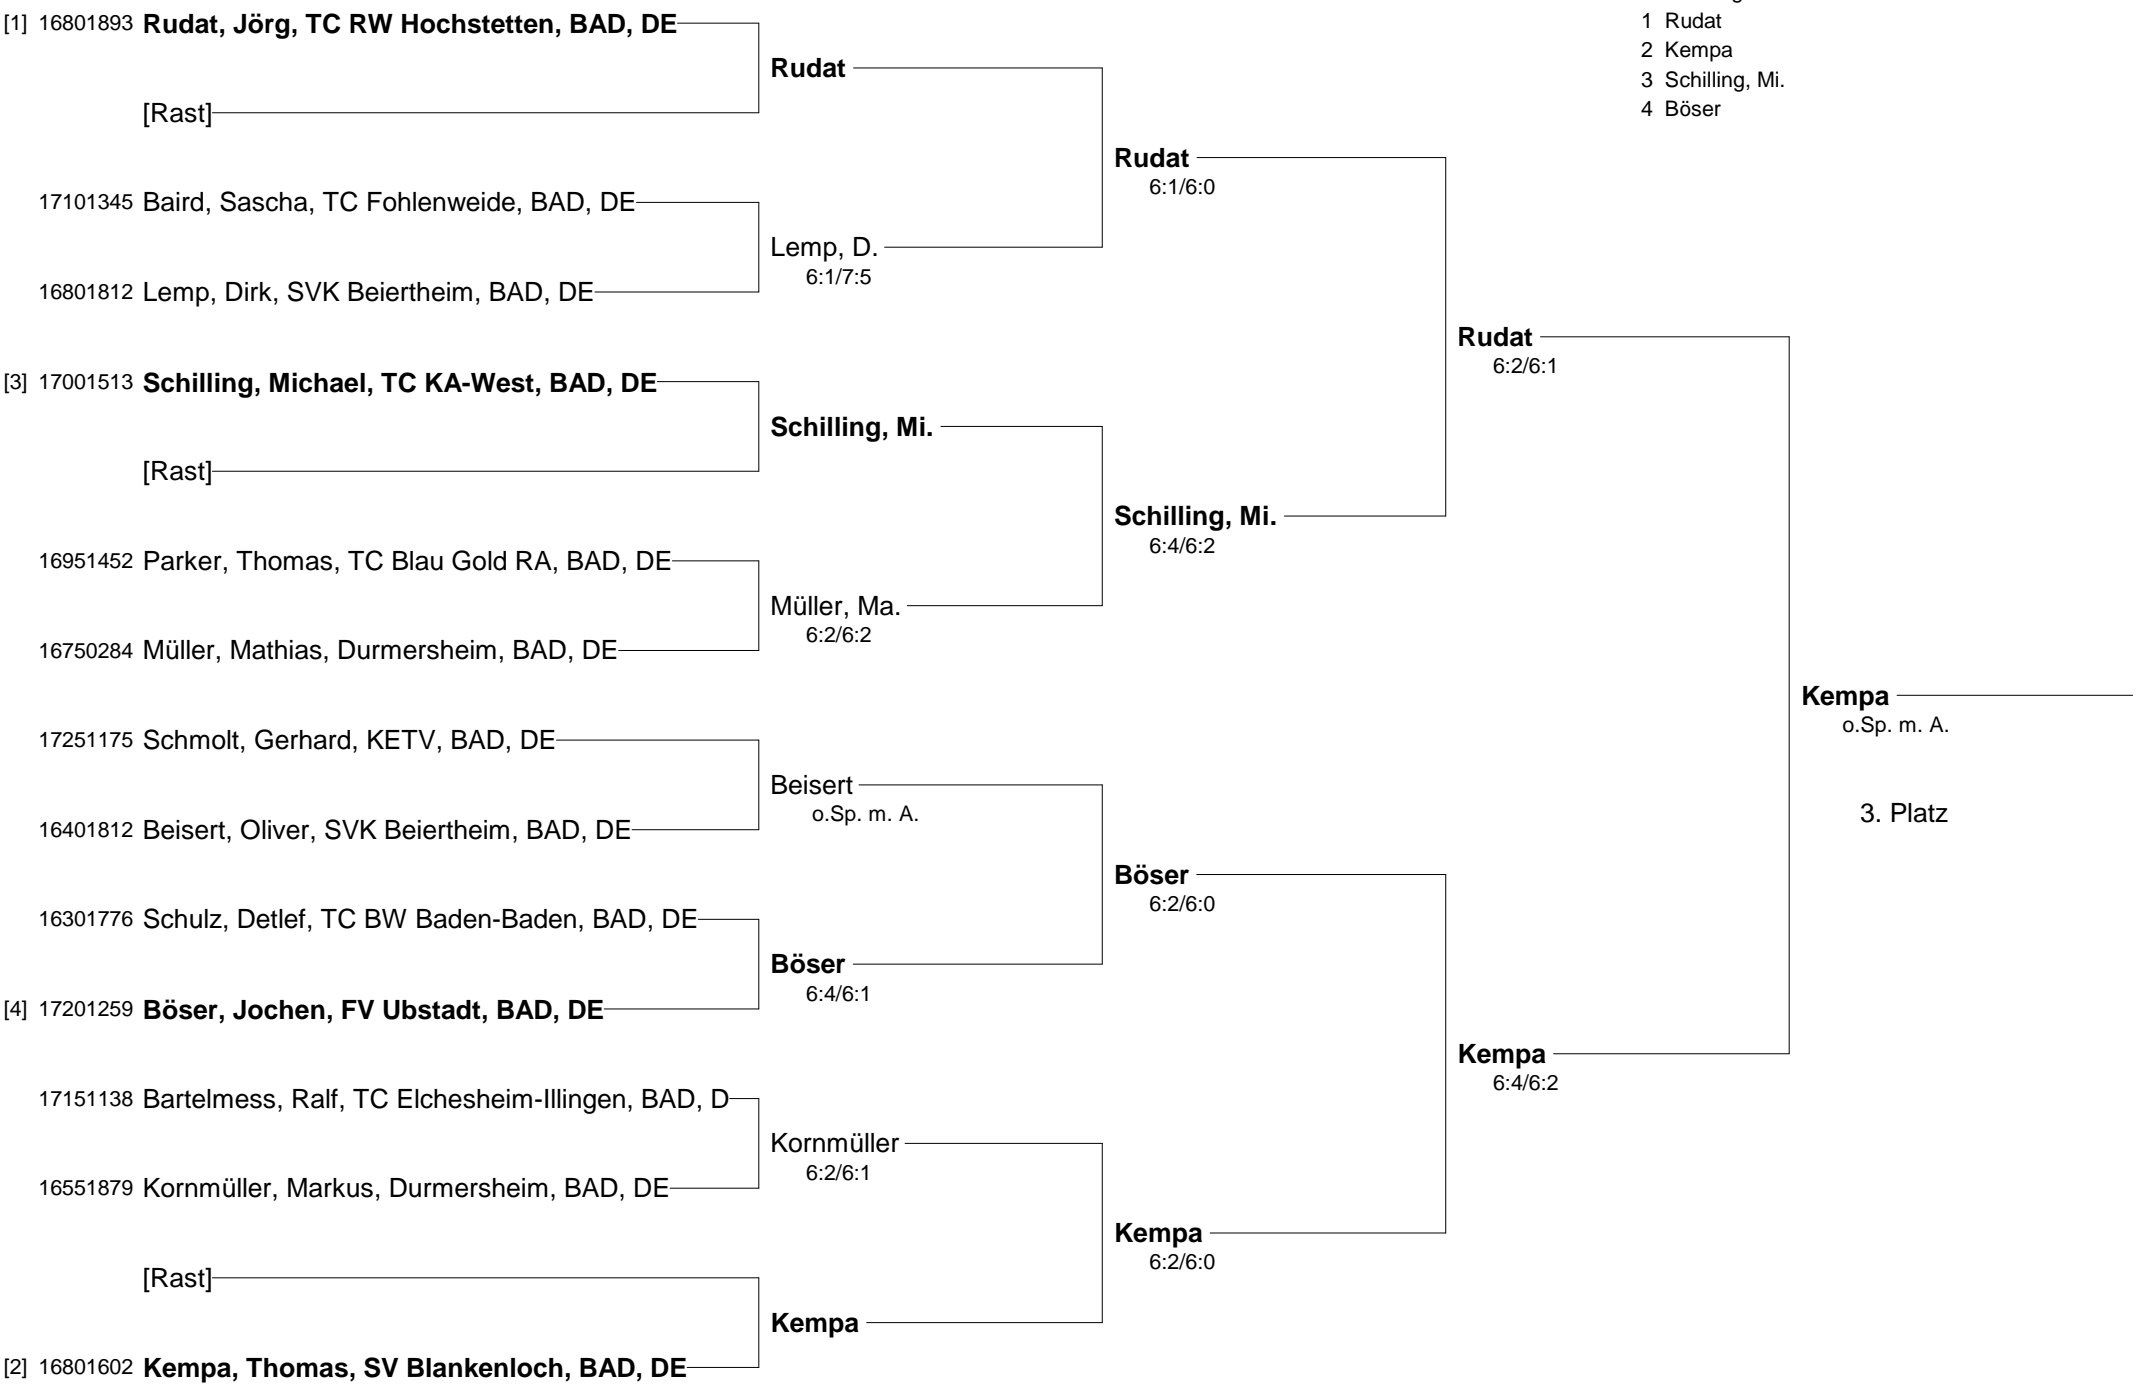 [1] 16801893 Rudat, Jörg, TC RW Hochstetten, BAD, DE
[Rast]
17101345 Baird, Sascha, TC Fohlenweide, BAD, DE
16801812 Lemp, Dirk, SVK Beiertheim, BAD, DE
[3] 17001513 Schilling, Michael, TC KA-West, BAD, DE
[Rast]
16951452 Parker, Thomas, TC Blau Gold RA, BAD, DE
16750284 Müller, Mathias, Durmersheim, BAD, DE
17251175 Schmolt, Gerhard, KETV, BAD, DE
16401812 Beisert, Oliver, SVK Beiertheim, BAD, DE
16301776 Schulz, Detlef, TC BW Baden-Baden, BAD, DE
[4] 17201259 Böser, Jochen, FV Ubstadt, BAD, DE
17151138 Bartelmess, Ralf, TC Elchesheim-Illingen, BAD, D
16551879 Kornmüller, Markus, Durmersheim, BAD, DE
[Rast]
[2] 16801602 Kempa, Thomas, SV Blankenloch, BAD, DE
Rudat
Lemp, D.
6:1/7:5
Schilling, Mi.
Müller, Ma.
6:2/6:2
Beisert
o.Sp. m. A.
Böser
6:4/6:1
Kornmüller
6:2/6:1
Kempa
Rudat
6:1/6:0
Schilling, Mi.
6:4/6:2
Böser
6:2/6:0
Kempa
6:2/6:0
Rudat
6:2/6:1
Kempa
6:4/6:2
Kempa
o.Sp. m. A.
3. Platz
1 Rudat
2 Kempa
3 Schilling, Mi.
4 Böser